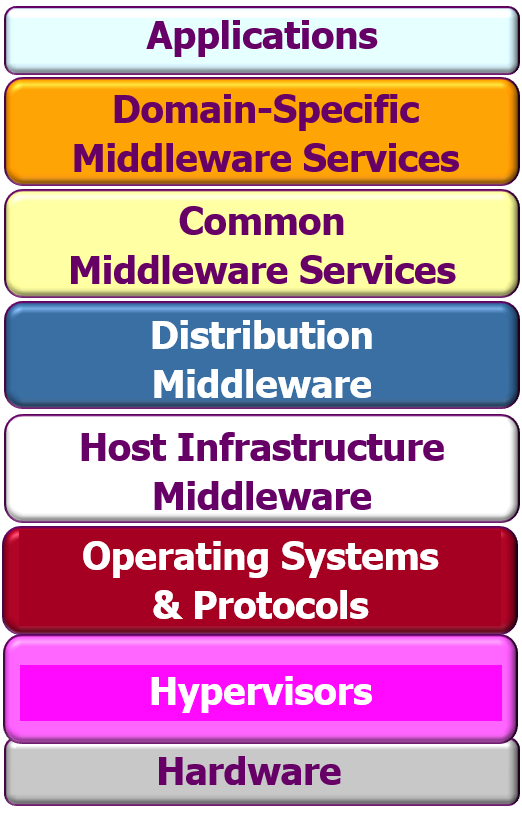 Applications
Domain-Specific
Middleware Services
Common
Middleware Services
Distribution
Middleware
Host Infrastructure
Middleware
Operating Systems
& Protocols
Hypervisors
Hardware